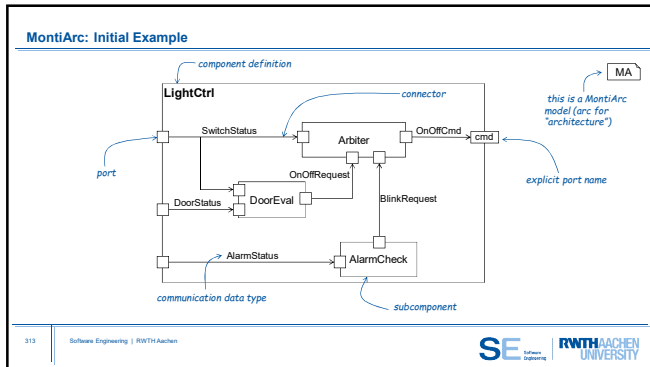 MontiArc: Initial Example
component definition
MA
LightCtrl
connector
this is a MontiArc
model (arc for
"architecture")
SwitchStatus
OnOffCmd
Arbiter
cmd
port
OnOffRequest
explicit port name
DoorStatus
DoorEval
BlinkRequest
AlarmStatus
AlarmCheck
communication data type
subcomponent
313
Software Engineering | RWTH Aachen
SE Software
Engineering
RWTHAACHEN
UNIVERSITY